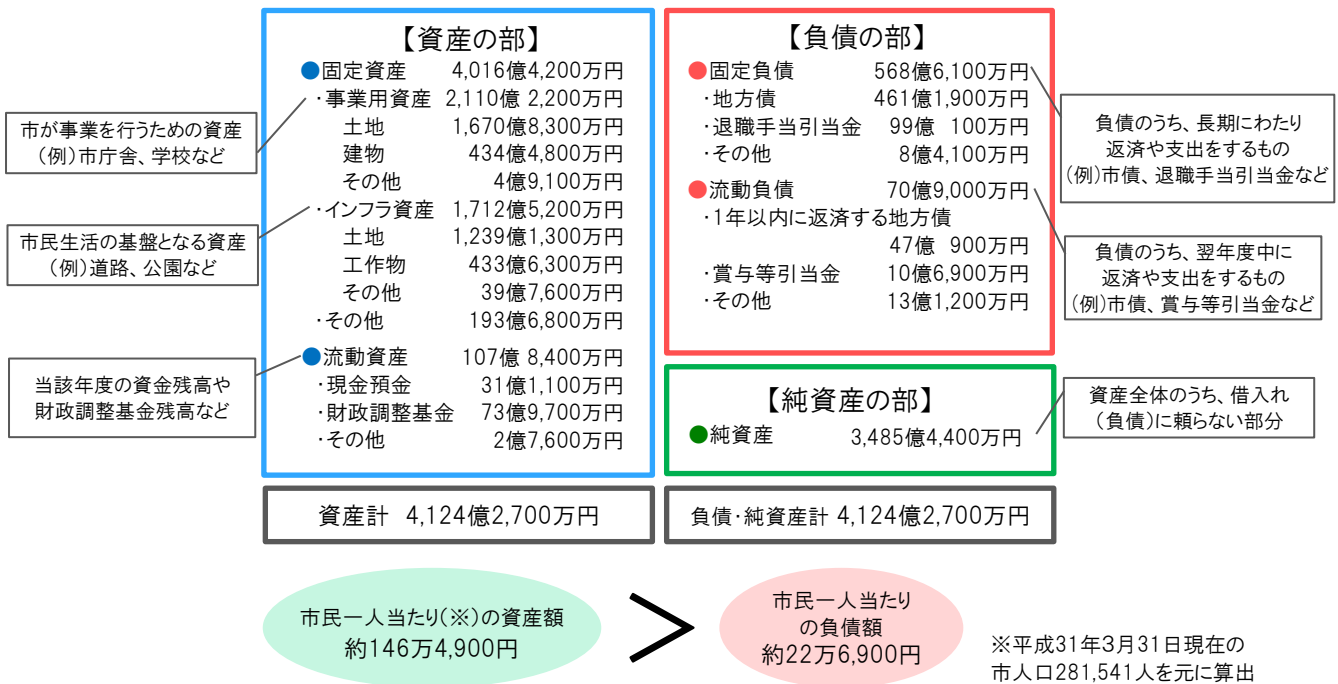 【資産の部】
●固定資産 4,016億4,200万円
・事業用資産 2,110億 2,200万円
土地 1,670億8,300万円
建物 434億4,800万円
その他 4億9,100万円
・インフラ資産 1,712億5,200万円
土地 1,239億1,300万円
工作物 433億6,300万円
その他 39億7,600万円
・その他 193億6,800万円
●流動資産 107億 8,400万円
・現金預金 31億1,100万円
・財政調整基金 73億9,700万円
・その他 2億7,600万円
市が事業を行うための資産
(例)市庁舎、学校など
市民生活の基盤となる資産
(例)道路、公園など
当該年度の資金残高や
財政調整基金残高など
【負債の部】
●固定負債 568億6,100万円
・地方債 461億1,900万円
・退職手当引当金 99億 100万円
・その他 8億4,100万円
●流動負債 70億9,000万円
・1年以内に返済する地方債
47億 900万円
・賞与等引当金 10億6,900万円
・その他 13億1,200万円
負債のうち、長期にわたり
返済や支出をするもの
(例)市債、退職手当引当金など
負債のうち、翌年度中に
返済や支出をするもの
(例)市債、賞与等引当金など
【純資産の部】
●純資産 3,485億4,400万円
資産全体のうち、借入れ
(負債)に頼らない部分
資産計 4,124億2,700万円
負債・純資産計 4,124億2,700万円
市民一人当たり(※)の資産額
約146万4,900円
>
市民一人当たり
の負債額
約22万6,900円
※平成31年3月31日現在の
市人口281,541人を元に算出